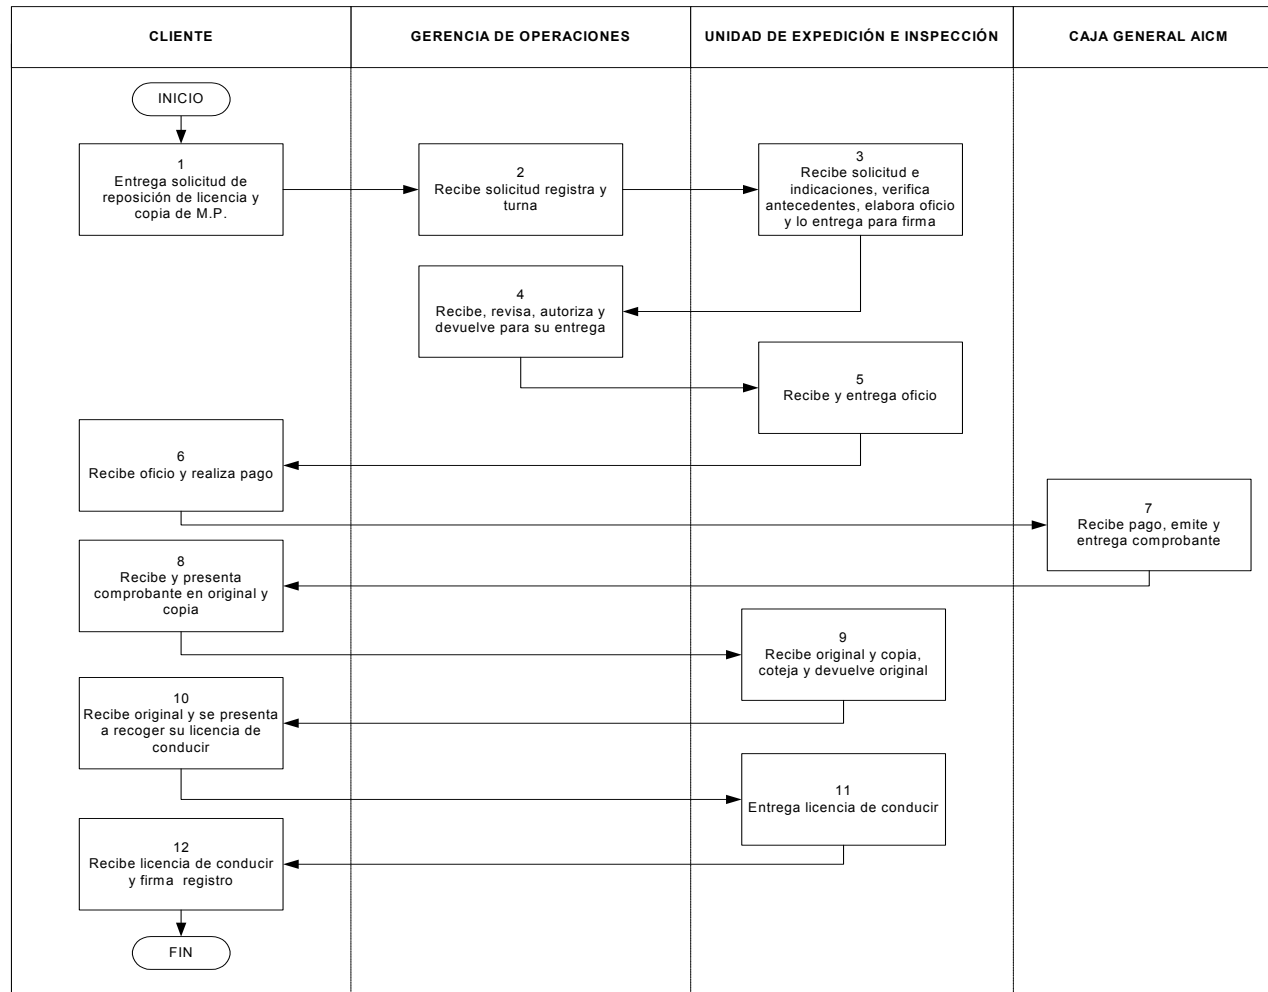 CLIENTE
GERENCIA DE OPERACIONES
UNIDAD DE EXPEDICIÓN E INSPECCIÓN
CAJA GENERAL AICM
INICIO
1
Entrega solicitud de
reposición de licencia y
copia de M.P.
2
Recibe solicitud registra y
turna
3
Recibe solicitud e
indicaciones, verifica
antecedentes, elabora oficio
y lo entrega para firma
4
Recibe, revisa, autoriza y
devuelve para su entrega
5
Recibe y entrega oficio
6
Recibe oficio y realiza pago
7
Recibe pago, emite y
entrega comprobante
8
Recibe y presenta
comprobante en original y
copia
9
Recibe original y copia,
coteja y devuelve original
10
Recibe original y se presenta
a recoger su licencia de
conducir
11
Entrega licencia de conducir
12
Recibe licencia de conducir
y firma registro
FIN